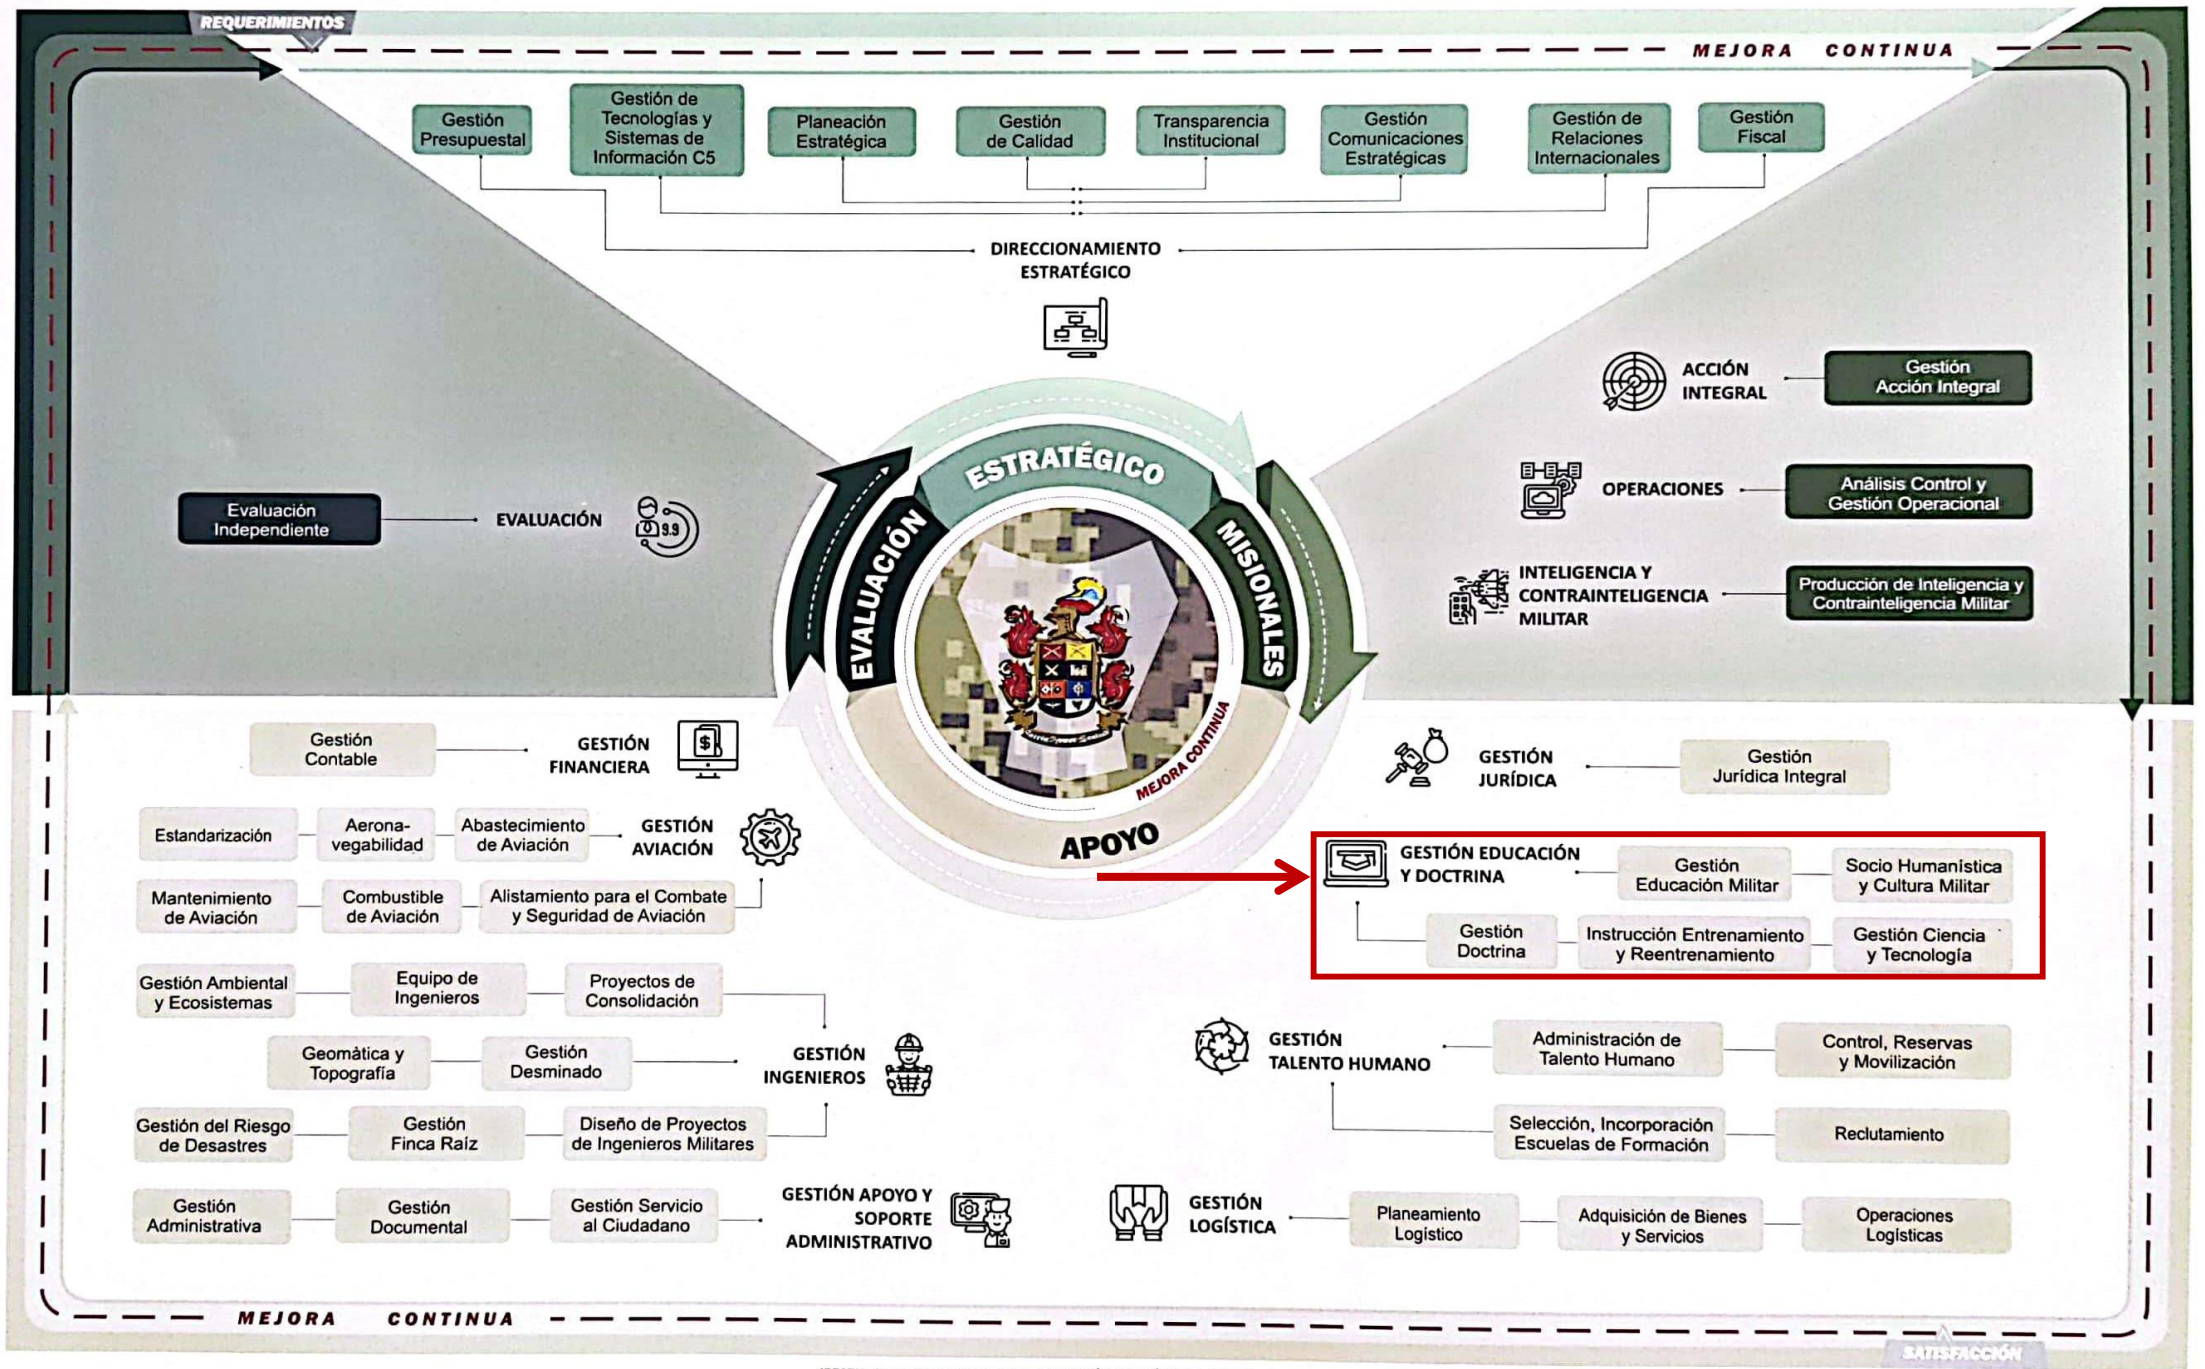 REQUERIMIENTOS
MEJORA CONTINUA
Gestión
Presupuestal
Gestión de
Tecnologías y
Sistemas de
Información C5
Planeación
Estratégica
Gestión
de Calidad
Transparencia
Institucional
Gestión
Comunicaciones
Estratégicas
Gestión de
Relaciones
Internacionales
Gestión
Fiscal
DIRECCIONAMIENTO
ESTRATÉGICO
ACCIÓN
INTEGRAL
Gestión
Acción Integral
OPERACIONES
Análisis Control y
Gestión Operacional
INTELIGENCIA Y
CONTRAINTELIGENCIA
MILITAR
Producción de Inteligencia y
Contrainteligencia Militar
Evaluación
Independiente
EVALUACIÓN
9.9
ESTRATÉGICO
EVALUACIÓN
MISIONALES
MEJORA CONTINUA
APOYO
Gestión
Contable
GESTIÓN
FINANCIERA
$
Estandarización
Aerona-
vegabilidad
Abastecimiento
de Aviación
GESTIÓN
AVIACIÓN
Mantenimiento
de Aviación
Combustible
de Aviación
Alistamiento para el Combate
y Seguridad de Aviación
Gestión Ambiental
y Ecosistemas
Equipo de
Ingenieros
Proyectos de
Consolidación
Geomàtica y
Topografía
Gestión
Desminado
GESTIÓN
INGENIEROS
Gestión del Riesgo
de Desastres
Gestión
Finca Raíz
Diseño de Proyectos
de Ingenieros Militares
Gestión
Administrativa
Gestión
Documental
Gestión Servicio
al Ciudadano
GESTIÓN APOYO Y
SOPORTE
ADMINISTRATIVO
GESTIÓN
JURÍDICA
Gestión
Jurídica Integral
GESTIÓN EDUCACIÓN
Y DOCTRINA
Gestión
Educación Militar
Socio Humanística
y Cultura Militar
Gestión
Doctrina
Instrucción Entrenamiento
y Reentrenamiento
Gestión Ciencia
y Tecnología
GESTIÓN
TALENTO HUMANO
Administración de
Talento Humano
Control, Reservas
y Movilización
Selección, Incorporación
Escuelas de Formación
Reclutamiento
GESTIÓN
LOGÍSTICA
Planeamiento
Logístico
Adquisición de Bienes
y Servicios
Operaciones
Logísticas
MEJORA CONTINUA
SATISFACCIÓN